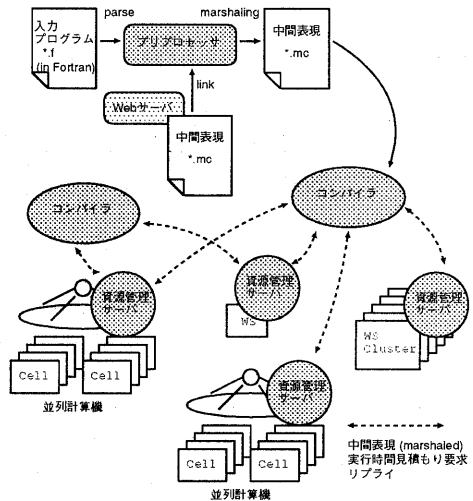 parse
marshaling
入力
プログラム
*.f
(in Fortran)
プリプロセッサ
中間表現
*.mc
link
Webサーバ
中間表現
*.mc
コンパイラ
コンパイラ
資源管理
サーバ
資源管理
サーバ
WS
資源管理
サーバ
WS
Cluster
Cell
Cell
並列計算機
資源管理
サーバ
Cell
Cell
並列計算機
中間表現 (marshaled)
実行時間見積もり要求
リプライ